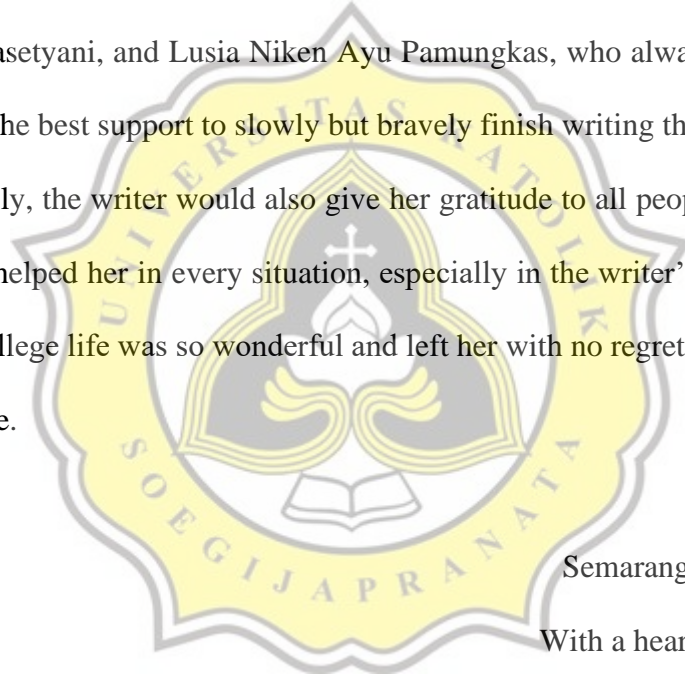 asetyani, and Lusia Niken Ayu Pamungkas, who alwa
he best support to slowly but bravely finish writing th
ly, the writer would also give her gratitude to all peop
helped her in every situation, especially in the writer’
llege life was so wonderful and left her with no regret
e.
UNIVERSITAS KATOLIK
SOEGIJAPRANATA
Semarang
With a hear